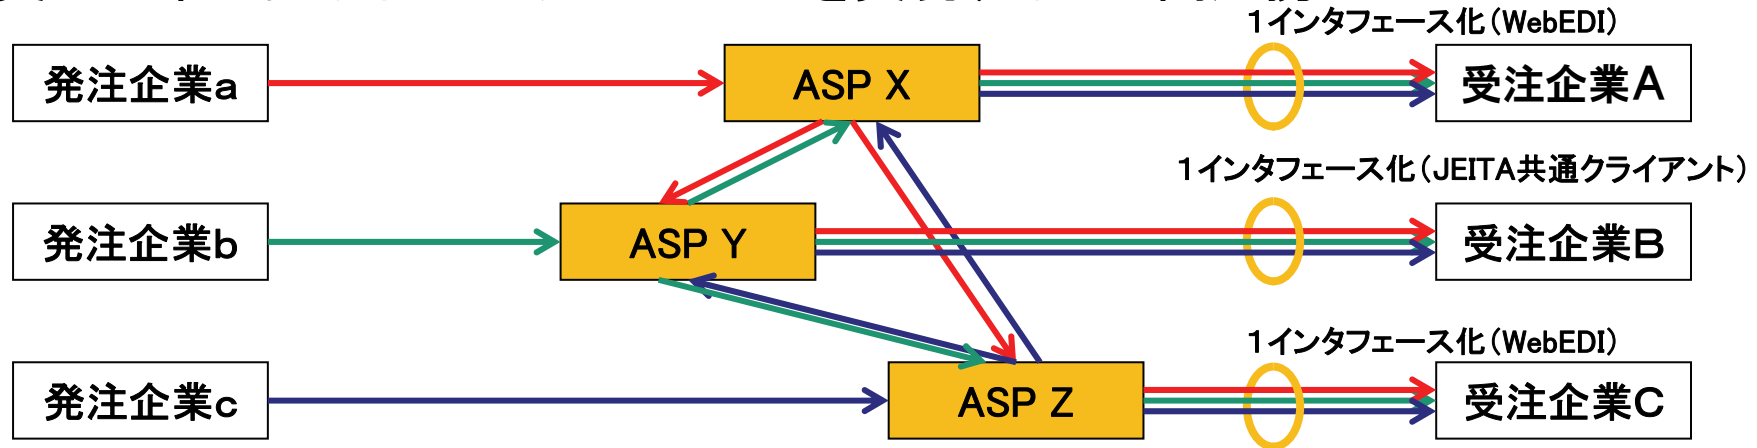 1インタフェース化（WebEDI）
発注企業a
ASP X
受注企業A
1インタフェース化（JEITA共通クライアント）
発注企業b
ASP Y
受注企業B
1インタフェース化（WebEDI）
発注企業c
ASP Z
受注企業C